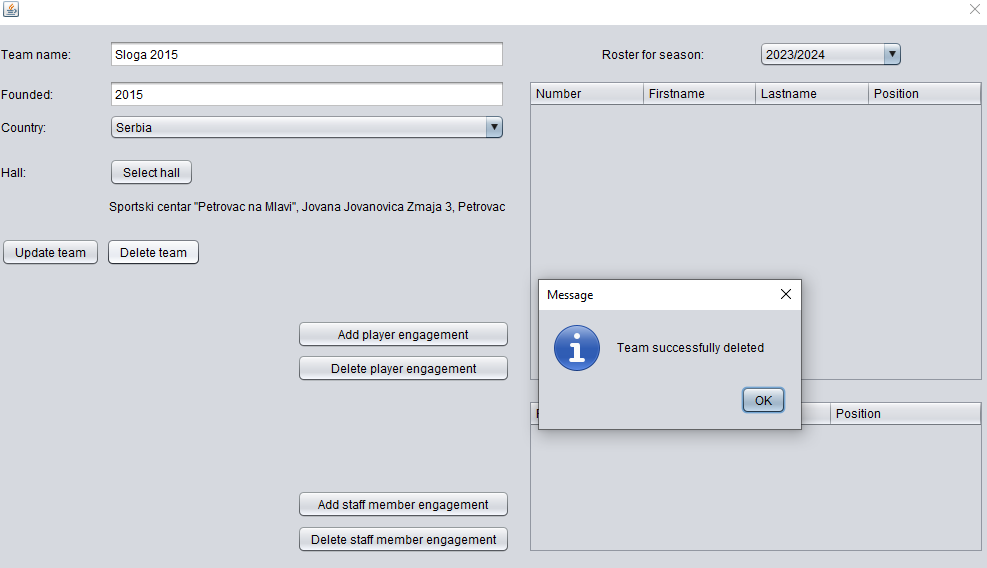 Team name:
Sloga 2015
Founded:
2015
Country:
Serbia
Hall:
Select hall
Sportski centar "Petrovac na Mlavi", Jovana Jovanovica Zmaja 3, Petrovac
Update team
Delete team
Add player engagement
Delete player engagement
Add staff member engagement
Delete staff member engagement
Roster for season:
2023/2024
Number Firstname Lastname Position
Message
Team successfully deleted
OK
Position